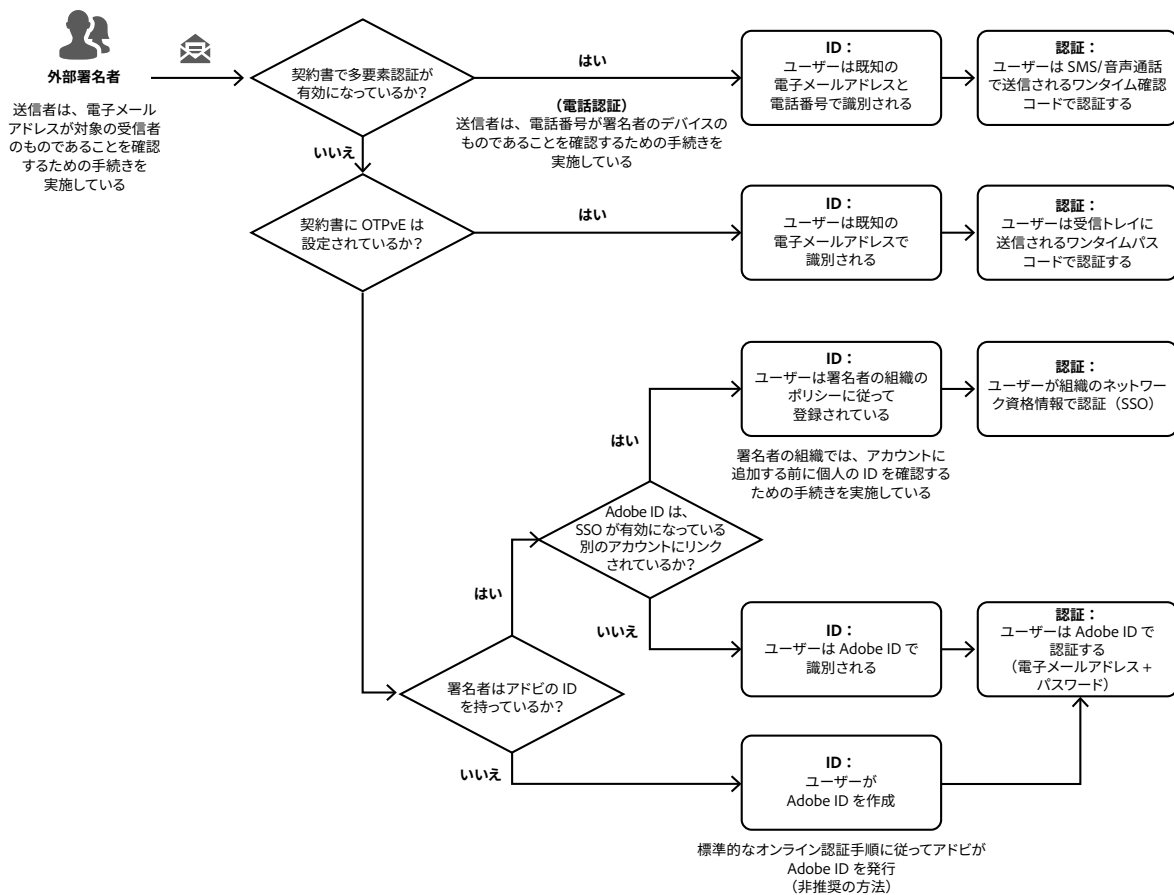 外部署名者
送信者は、電子メール
アドレスが対象の受信者
のものであることを確認
するための手続きを
実施している
契約書で多要素認証が
有効になっているか？
はい
（電話認証）
送信者は、電話番号が署名者のデバイスの
ものであることを確認するための手続きを
実施している
ID：
ユーザーは既知の
電子メールアドレスと
電話番号で識別される
認証：
ユーザーは SMS/音声通話
で送信されるワンタイム確認
コードで認証する
いいえ
契約書に OTPvE は
設定されているか？
はい
ID：
ユーザーは既知の
電子メールアドレスで
識別される
認証：
ユーザーは受信トレイに
送信されるワンタイムパス
コードで認証する
ID：
ユーザーは署名者の組織の
ポリシーに従って
登録されている
認証：
ユーザーが組織のネットワー
ク資格情報で認証（SSO）
はい
署名者の組織では、アカウントに
追加する前に個人の ID を確認する
ための手続きを実施している
Adobe ID は、
SSO が有効になっている
別のアカウントにリンク
されているか？
はい
いいえ
ID：
ユーザーは Adobe ID で
識別される
認証：
ユーザーは Adobe ID で
認証する
（電子メールアドレス +
パスワード）
署名者はアドビの ID
を持っているか？
いいえ
ID：
ユーザーが
Adobe ID を作成
標準的なオンライン認証手順に従ってアドビが
Adobe ID を発行
（非推奨の方法）